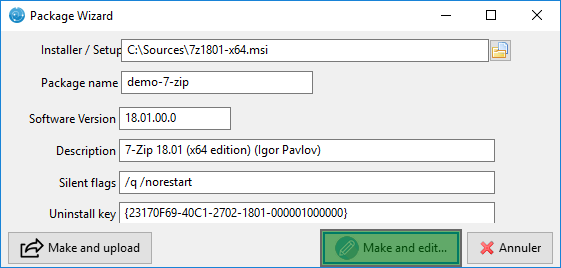 Package Wizard
Installer / Setup C:\Sources\7z1801-x64.msi
Package name demo-7-zip
Software Version 18.01.00.0
Description 7-Zip 18.01 (x64 edition) (Igor Pavlov)
Silent flags /q /norestart
Uninstall key {23170F69-40C1-2702-1801-000001000000}
Make and upload Make and edit... Annuler